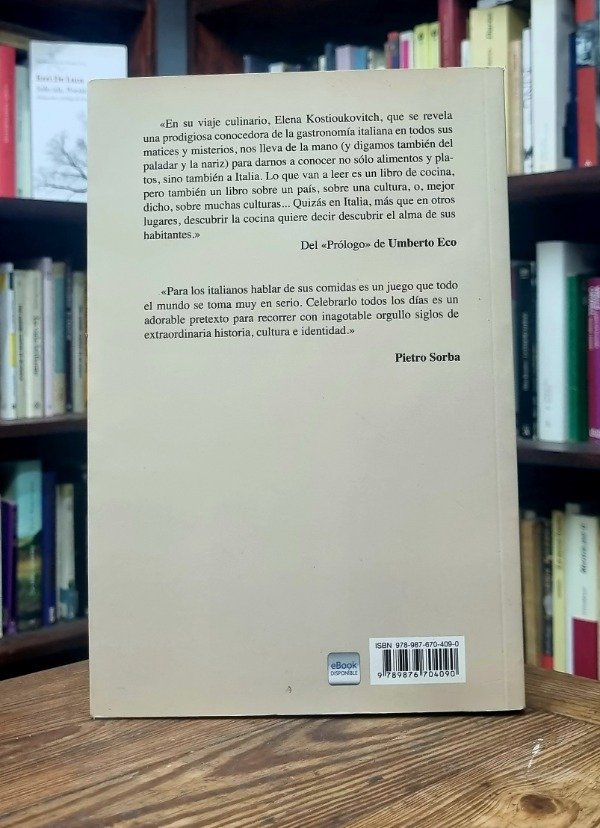 «En su viaje culinario, Elena Kostioukovitch, que se revela
una prodigiosa conocedora de la gastronomía italiana en todos sus
matices y misterios, nos lleva de la mano (y digamos también del
paladar y la nariz) para darnos a conocer no sólo alimentos y pla-
tos, sino también a Italia. Lo que van a leer es un libro de cocina,
pero también un libro sobre un país, sobre una cultura, o, mejor
dicho, sobre muchas culturas... Quizás en Italia, más que en otros
lugares, descubrir la cocina quiere decir descubrir el alma de sus
habitantes.»
Del «Prólogo» de Umberto Eco
«Para los italianos hablar de sus comidas es un juego que todo
el mundo se toma muy en serio. Celebrarlo todos los días es un
adorable pretexto para recorrer con inagotable orgullo siglos de
extraordinaria historia, cultura e identidad.»
Pietro Sorba
eBook
DISPONIBLE
ISBN 978-987-670-409-0
9 789876 704090
Erri De Luca